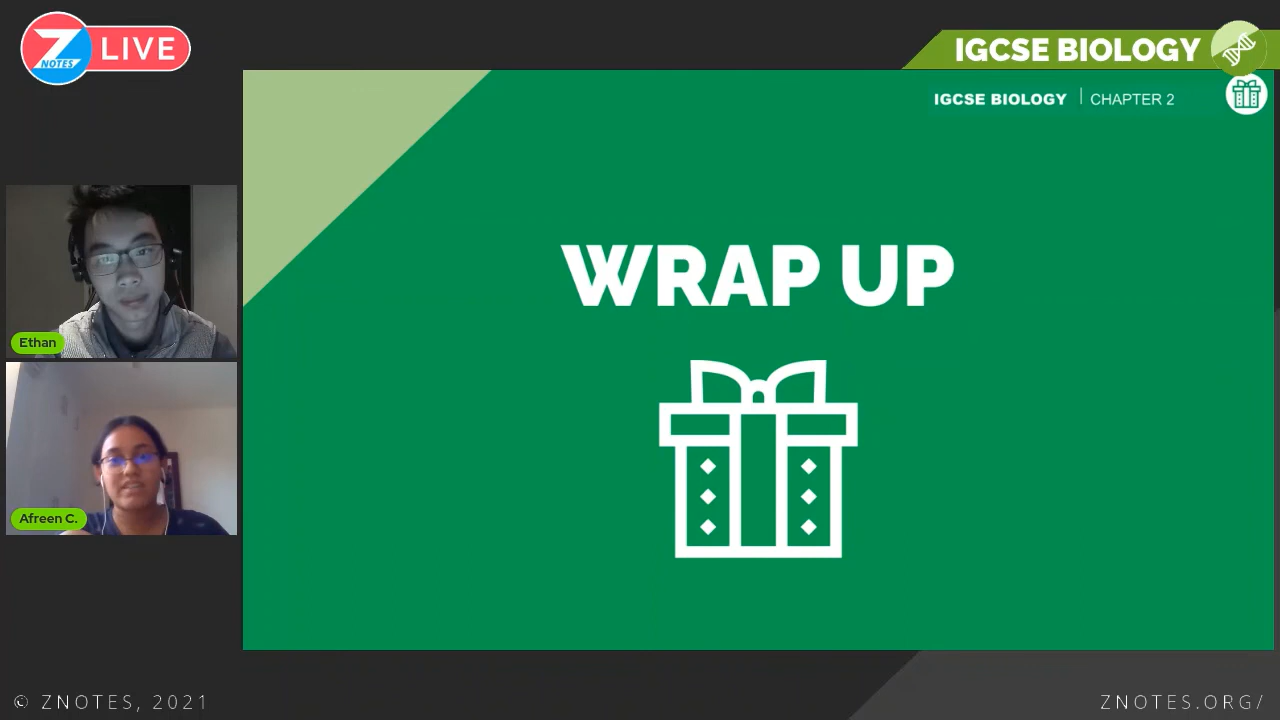 Z
NOTES
LIVE
IGCSE BIOLOGY
IGCSE BIOLOGY | CHAPTER 2
WRAP UP
Ethan
Afreen C.
© ZNOTES, 2021
ZNOTES.ORG/